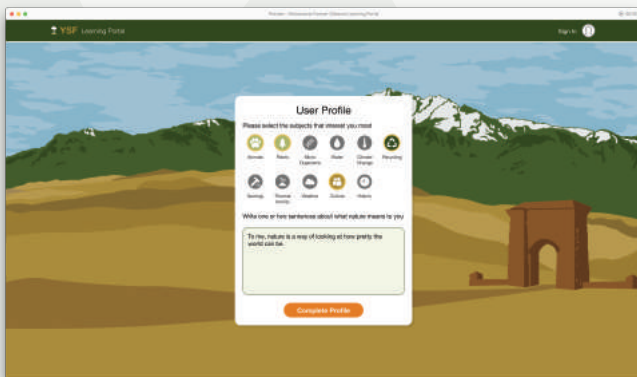 YSF Learning Portal
Sign In
User Profile
Please select the subjects that interest you most
Animals Plants Micro Organisms Water Climate Change Recycling
Geology Weather Culture History
Write one or two sentences about what nature means to you
To me, nature is a way of looking at how pretty the
world can be.
Complete Profile